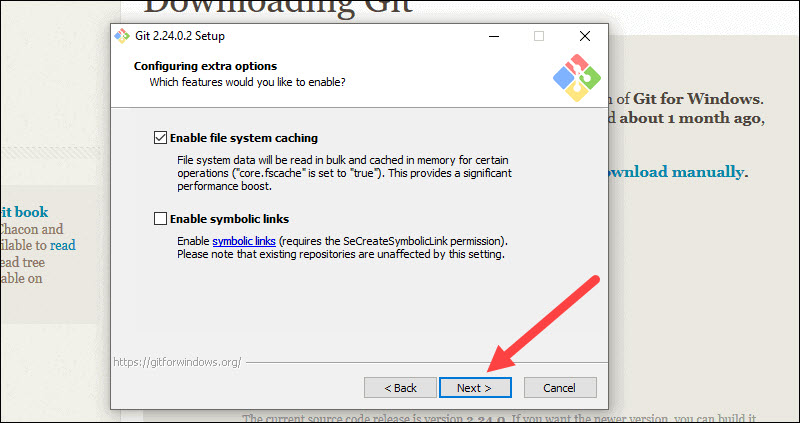 Downloading Git
Git 2.24.0.2 Setup
Configuring extra options
Which features would you like to enable?
n of Git for Windows.
d about 1 month ago,
Enable file system caching
File system data will be read in bulk and cached in memory for certain
operations ("core.fscache" is set to "true"). This provides a significant
performance boost.
ownload manually.
it book
Chacon and
ilable to read
ead tree
able on
Enable symbolic links
Enable symbolic links (requires the SeCreateSymbolicLink permission).
Please note that existing repositories are unaffected by this setting.
https://gitforwindows.org/
< Back
Next >
Cancel
The current source code release is version 2.24.0. If you want the newer version, you can build it